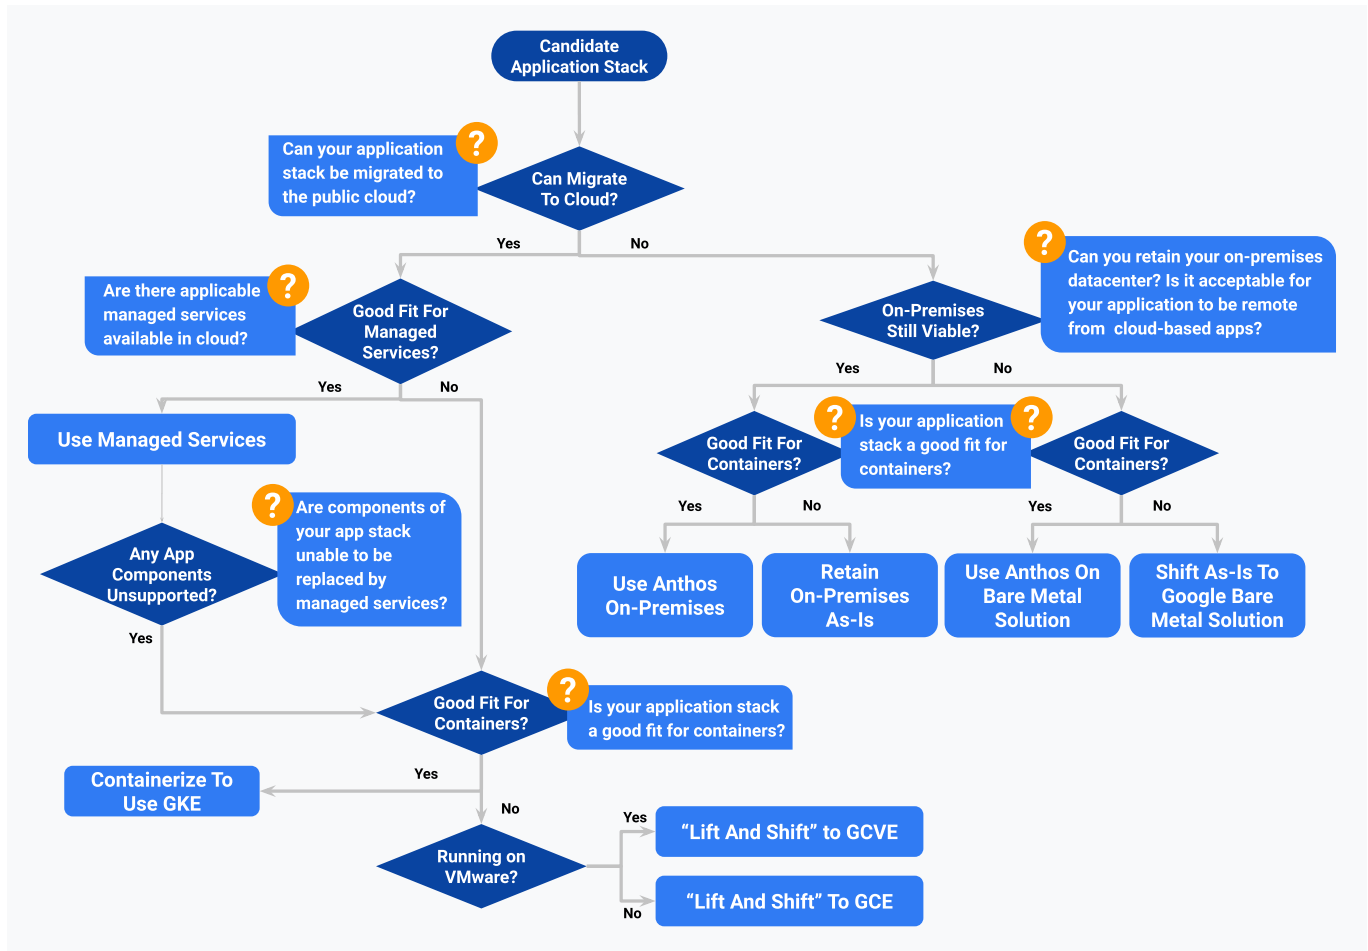 Candidate
Application Stack
?
Can your application
stack be migrated to
the public cloud?
Can Migrate
To Cloud?
Yes
No
?
Can you retain your on-premises
datacenter? Is it acceptable for
your application to be remote
from cloud-based apps?
?
Are there applicable
managed services
available in cloud?
Good Fit For
Managed
Services?
On-Premises
Still Viable?
Yes
No
Yes
No
Use Managed Services
Good Fit For
Containers?
?
Is your application
stack a good fit for
containers?
?
Good Fit For
Containers?
?
Are components of
your app stack
unable to be
replaced by
managed services?
Any App
Components
Unsupported?
Yes
No
Yes
No
Use Anthos
On-Premises
Retain
On-Premises
As-Is
Use Anthos On
Bare Metal
Solution
Shift As-Is To
Google Bare
Metal Solution
Yes
Good Fit For
Containers?
?
Is your application stack
a good fit for containers?
Yes
Containerize To
Use GKE
No
Running on
VMware?
Yes
“Lift And Shift” to GCVE
No
“Lift And Shift” To GCE